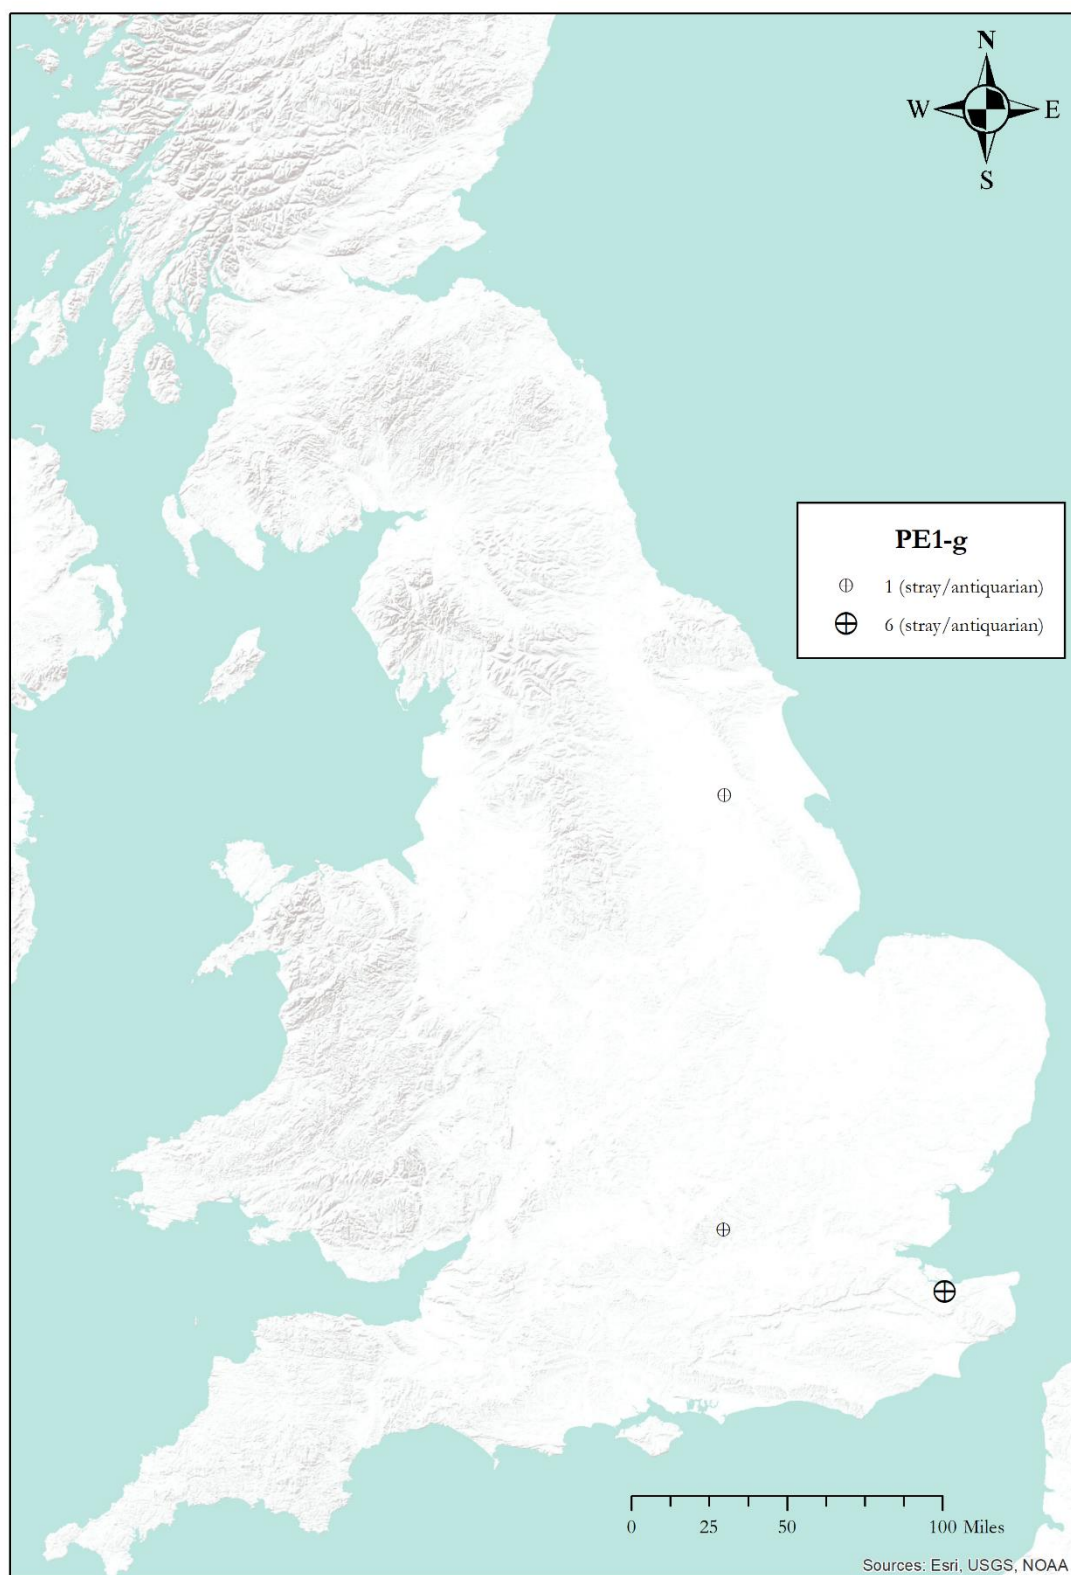 N
W E
S
PE1-g
1 (stray/antiquarian)
6 (stray/antiquarian)
0 25 50 100 Miles
Sources: Esri, USGS, NOAA